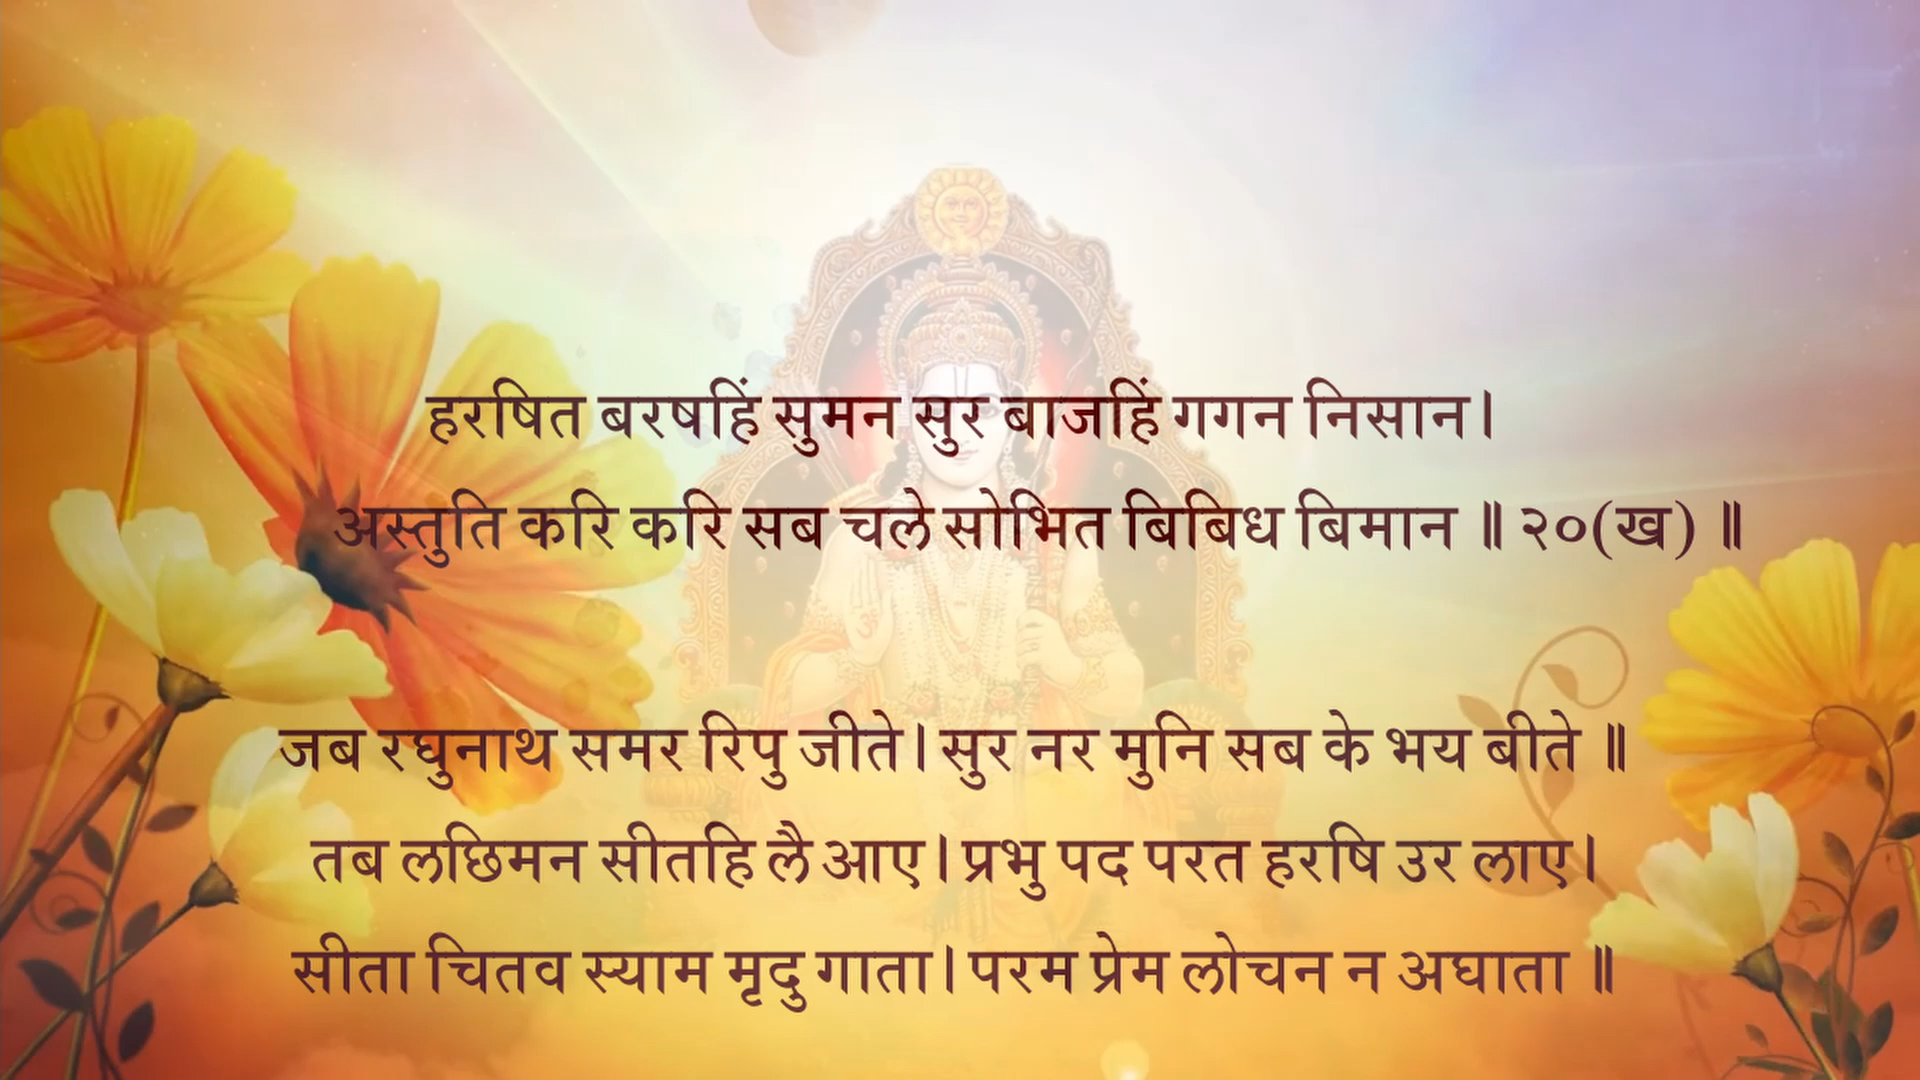 हरषित बरषहिं सुमन सुर बाजहिं गगन निसान।
अस्तुति करि करि सब चले सोभित बिबिध बिमान ॥ २०(ख) ॥
जब रघुनाथ समर रिपु जीते। सुर नर मुनि सब के भय बीते ॥
तब लछिमन सीतहि लै आए। प्रभु पद परत हरषि उर लाए।
सीता चितव स्याम मृदु गाता। परम प्रेम लोचन न अघाता ॥